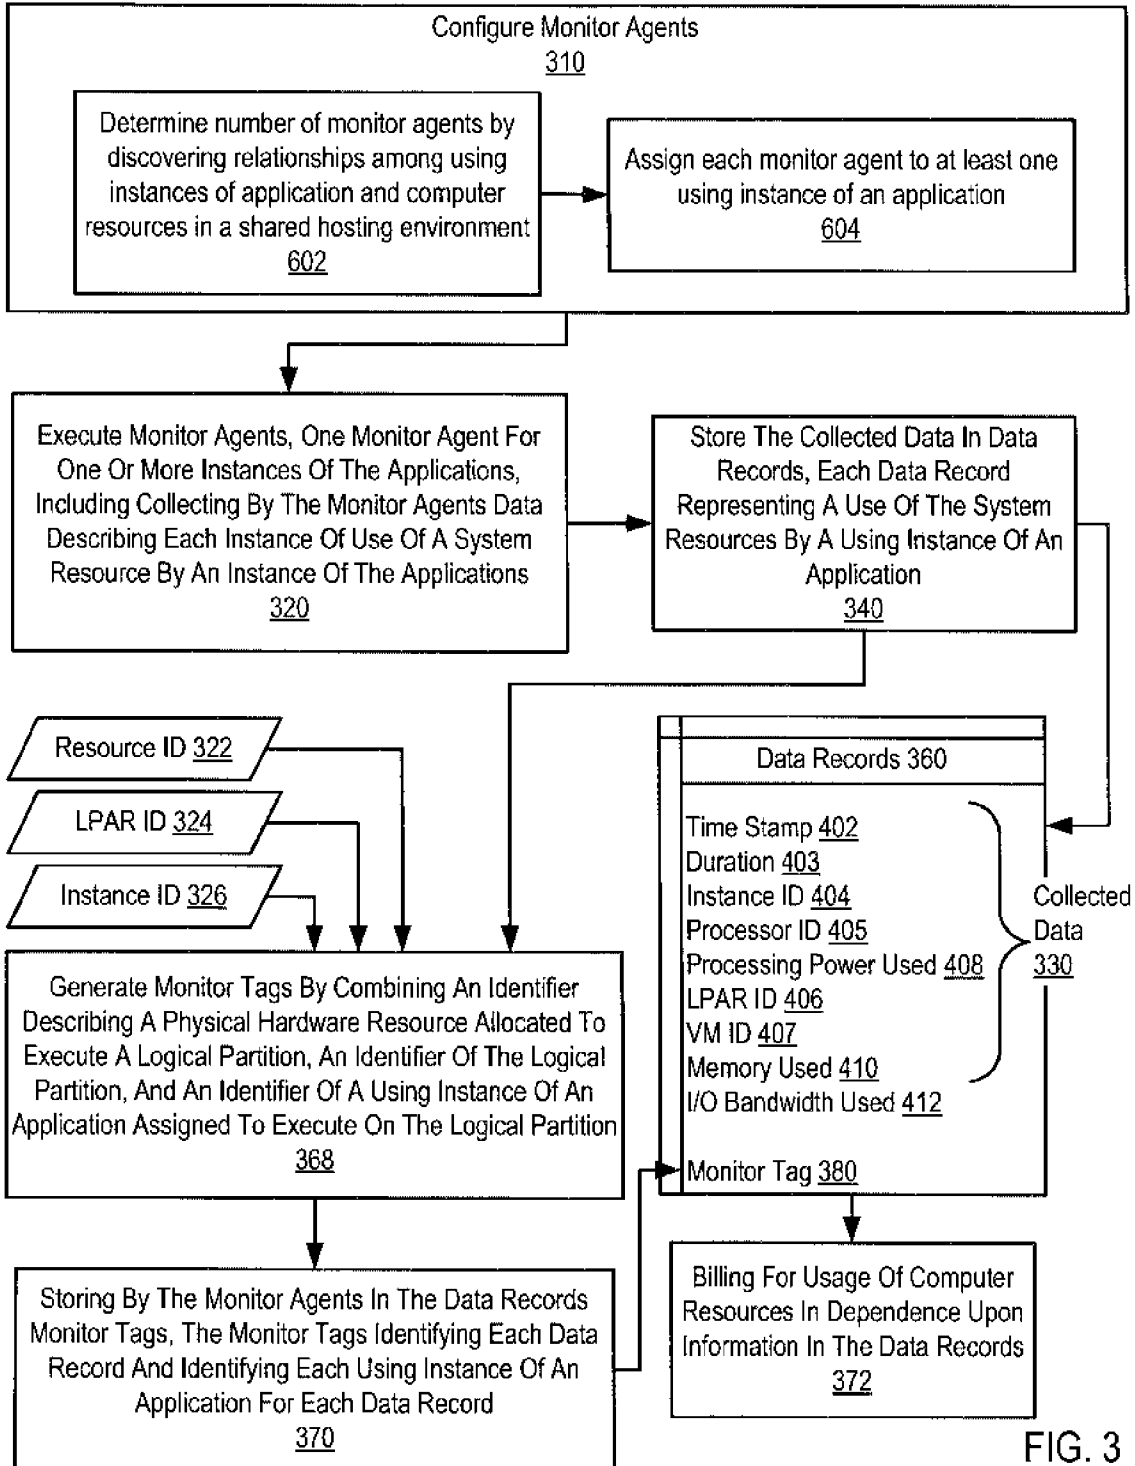 Configure Monitor Agents
310
Determine number of monitor agents by
discovering relationships among using
instances of application and computer
resources in a shared hosting environment
602
Assign each monitor agent to at least one
using instance of an application
604
Execute Monitor Agents, One Monitor Agent For
One Or More Instances Of The Applications,
Including Collecting By The Monitor Agents Data
Describing Each Instance Of Use Of A System
Resource By An Instance Of The Applications
320
Store The Collected Data In Data
Records, Each Data Record
Representing A Use Of The System
Resources By A Using Instance Of An
Application
340
Resource ID 322
LPAR ID 324
Instance ID 326
Data Records 360
Time Stamp 402
Duration 403
Instance ID 404
Processor ID 405
Processing Power Used 408
LPAR ID 406
VM ID 407
Memory Used 410
I/O Bandwidth Used 412
Monitor Tag 380
Collected
Data
330
Generate Monitor Tags By Combining An Identifier
Describing A Physical Hardware Resource Allocated To
Execute A Logical Partition, An Identifier Of The Logical
Partition, And An Identifier Of A Using Instance Of An
Application Assigned To Execute On The Logical Partition
368
Storing By The Monitor Agents In The Data Records
Monitor Tags, The Monitor Tags Identifying Each Data
Record And Identifying Each Using Instance Of An
Application For Each Data Record
370
Billing For Usage Of Computer
Resources In Dependence Upon
Information In The Data Records
372
FIG. 3